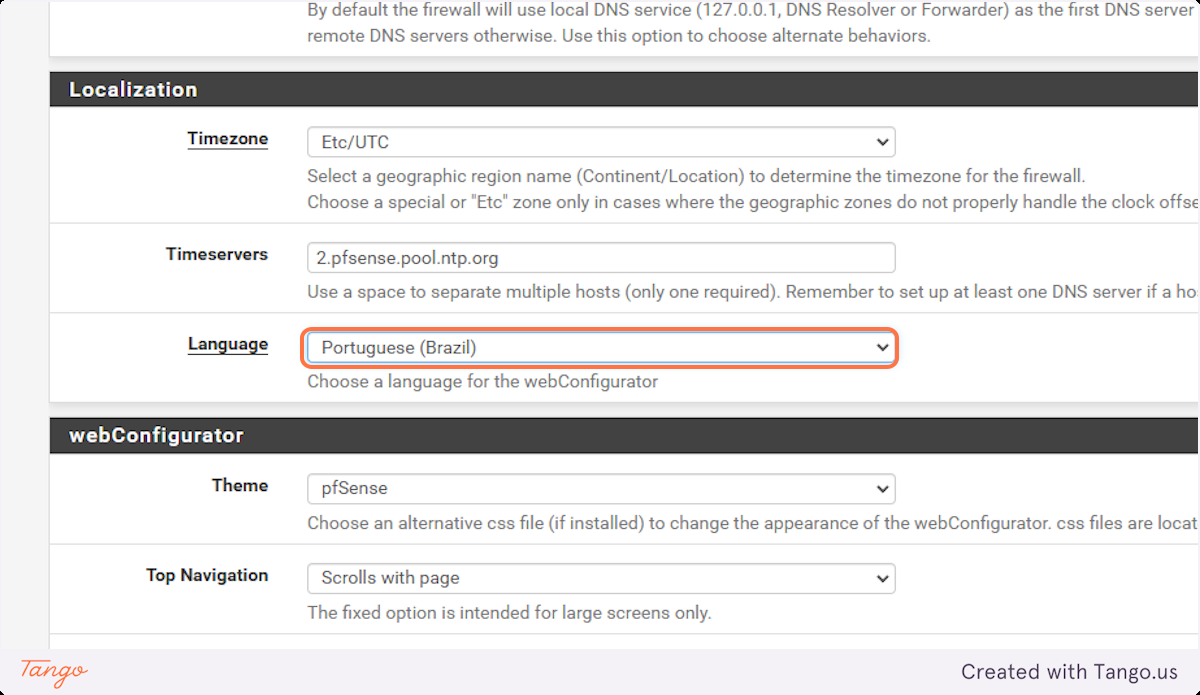 By default the firewall will use local DNS service (127.0.0.1, DNS Resolver or Forwarder) as the first DNS server
remote DNS servers otherwise. Use this option to choose alternate behaviors.
Localization
Timezone
Etc/UTC
Select a geographic region name (Continent/Location) to determine the timezone for the firewall.
Choose a special or "Etc" zone only in cases where the geographic zones do not properly handle the clock offse
Timeservers
2.pfsense.pool.ntp.org
Use a space to separate multiple hosts (only one required). Remember to set up at least one DNS server if a ho
Language
Portuguese (Brazil)
Choose a language for the webConfigurator
webConfigurator
Theme
pfSense
Choose an alternative css file (if installed) to change the appearance of the webConfigurator. css files are locat
Top Navigation
Scrolls with page
The fixed option is intended for large screens only.
Tango
Created with Tango.us